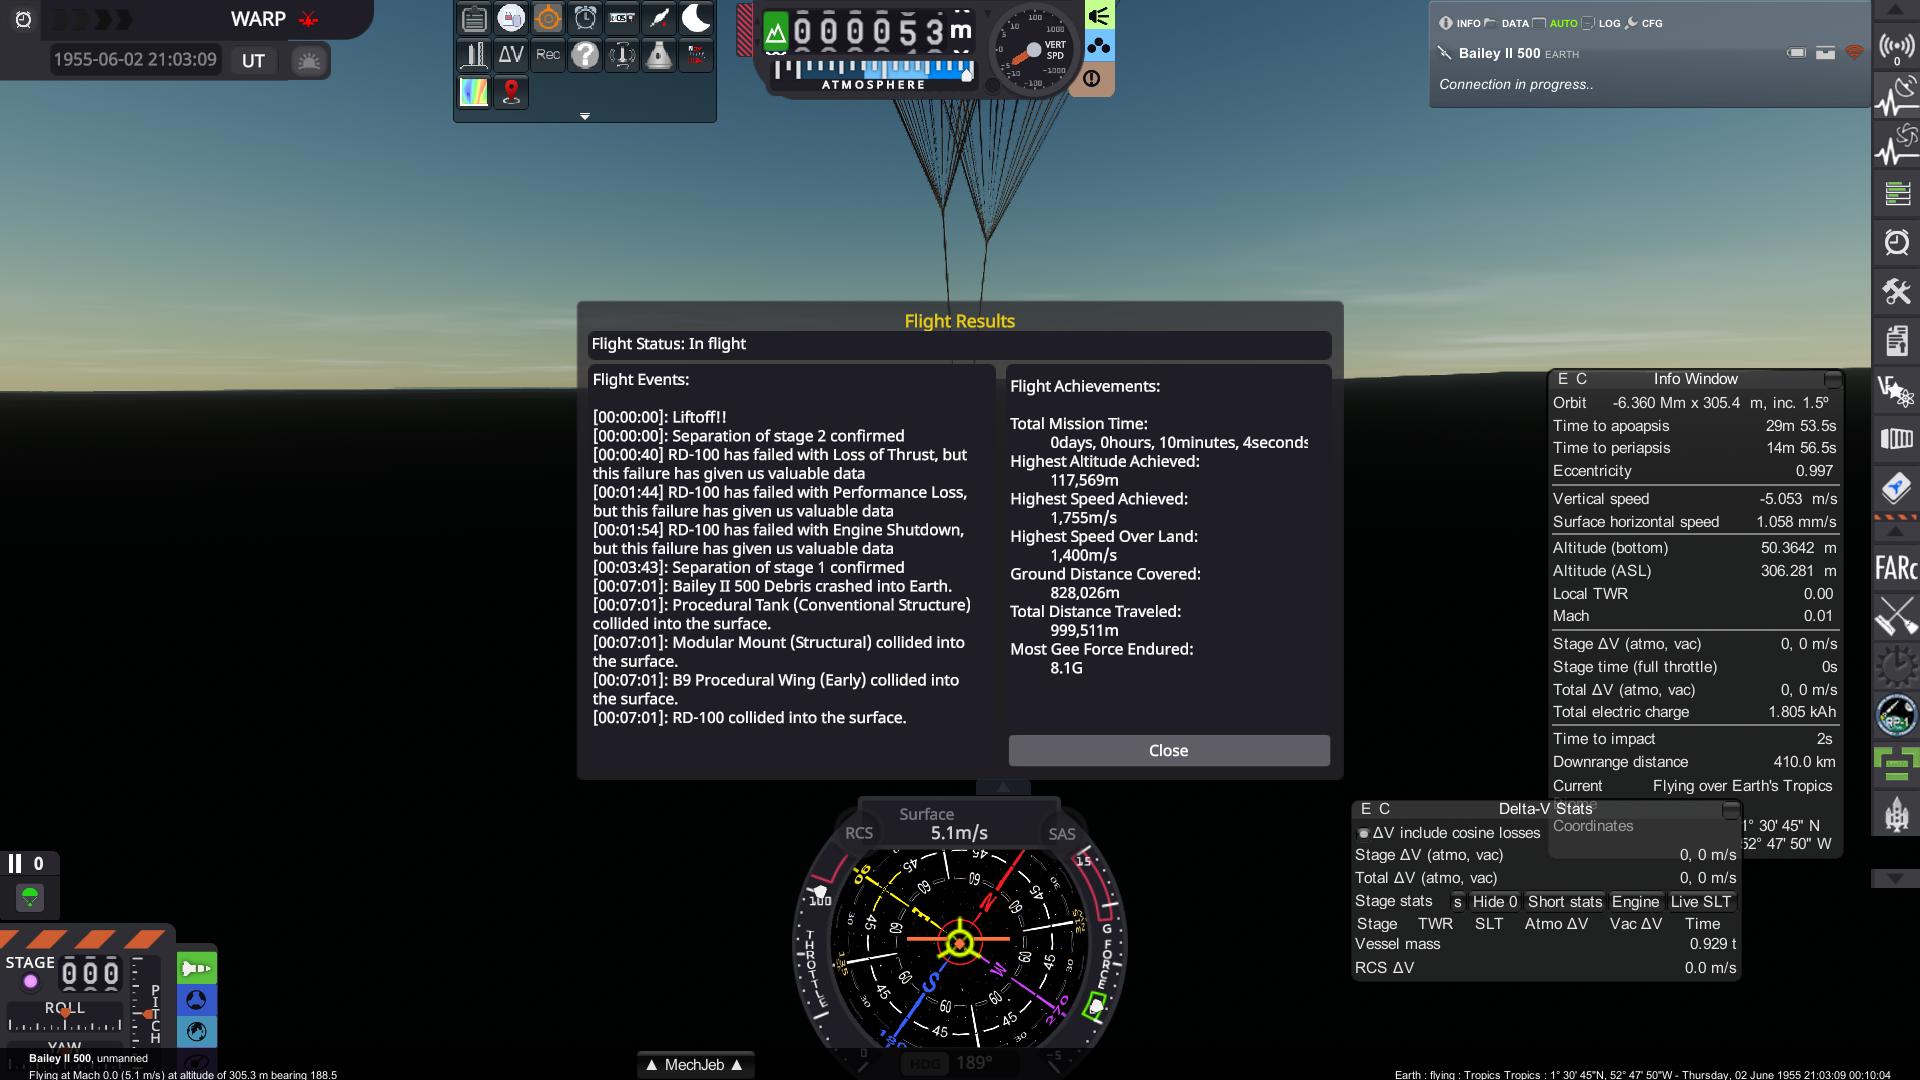 WARP
1955-06-02 21:03:09 UT
ΔV Rec
000053 m
ATMOSPHERE
VERT SPD
INFO DATA AUTO LOG CFG
Bailey II 500 EARTH
Connection in progress..
0
FARc
Flight Results
Flight Status: In flight
Flight Events:
[00:00:00]: Liftoff!!
[00:00:00]: Separation of stage 2 confirmed
[00:00:40] RD-100 has failed with Loss of Thrust, but
this failure has given us valuable data
[00:01:44] RD-100 has failed with Performance Loss,
but this failure has given us valuable data
[00:01:54] RD-100 has failed with Engine Shutdown,
but this failure has given us valuable data
[00:03:43]: Separation of stage 1 confirmed
[00:07:01]: Bailey II 500 Debris crashed into Earth.
[00:07:01]: Procedural Tank (Conventional Structure)
collided into the surface.
[00:07:01]: Modular Mount (Structural) collided into
the surface.
[00:07:01]: B9 Procedural Wing (Early) collided into
the surface.
[00:07:01]: RD-100 collided into the surface.
Flight Achievements:
Total Mission Time:
0days, 0hours, 10minutes, 4seconds
Highest Altitude Achieved:
117,569m
Highest Speed Achieved:
1,755m/s
Highest Speed Over Land:
1,400m/s
Ground Distance Covered:
828,026m
Total Distance Traveled:
999,511m
Most Gee Force Endured:
8.1G
Close
E C Info Window
Orbit -6.360 Mm x 305.4 m, inc. 1.5º
Time to apoapsis 29m 53.5s
Time to periapsis 14m 56.5s
Eccentricity 0.997
Vertical speed -5.053 m/s
Surface horizontal speed 1.058 mm/s
Altitude (bottom) 50.3642 m
Altitude (ASL) 306.281 m
Local TWR 0.00
Mach 0.01
Stage ΔV (atmo, vac) 0, 0 m/s
Stage time (full throttle) 0s
Total ΔV (atmo, vac) 0, 0 m/s
Total electric charge 1.805 kAh
Time to impact 2s
Downrange distance 410.0 km
Current Flying over Earth's Tropics
Biome
Coordinates 1° 30' 45" N
52° 47' 50" W
E C Delta-V Stats
ΔV include cosine losses
Stage ΔV (atmo, vac) 0, 0 m/s
Total ΔV (atmo, vac) 0, 0 m/s
Stage stats s Hide 0 Short stats Engine Live SLT
Stage TWR SLT Atmo ΔV Vac ΔV Time
Vessel mass 0.929 t
RCS ΔV 0.0 m/s
Surface
RCS 5.1m/s SAS
THROTTLE
100
G FORCE
15
-5
HDG 189°
0
STAGE 000
ROLL
PITCH
YAW
Bailey II 500, unmanned
Flying at Mach 0.0 (5.1 m/s) at altitude of 305.3 m bearing 188.5
▲ MechJeb ▲
Earth : flying : Tropics Tropics : 1° 30' 45"N, 52° 47' 50"W - Thursday, 02 June 1955 21:03:09 00:10:04